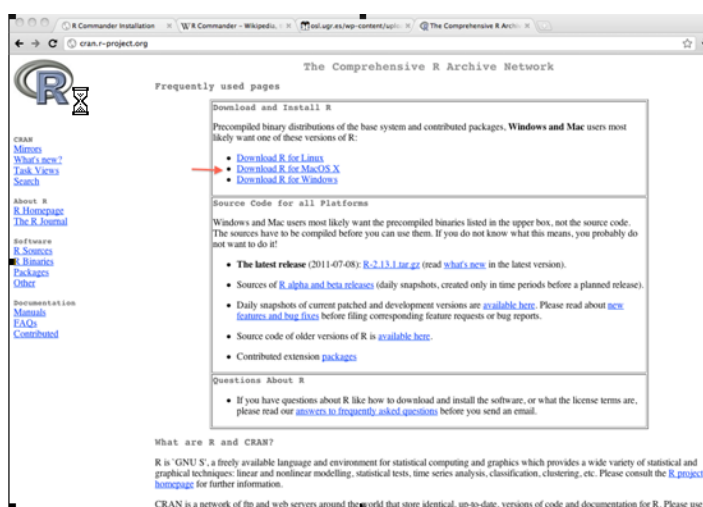 R Commander Installation
R Commander – Wikipedia,
osl.ugr.es/wp-content/uplo
The Comprehensive R Archi
cran.r-project.org
R
CRAN
Mirrors
What's new?
Task Views
Search
About R
R Homepage
The R Journal
Software
R Sources
R Binaries
Packages
Other
Documentation
Manuals
FAQs
Contributed
The Comprehensive R Archive Network
Frequently used pages
Download and Install R
Precompiled binary distributions of the base system and contributed packages, Windows and Mac users most
likely want one of these versions of R:
• Download R for Linux
• Download R for MacOS X
• Download R for Windows
Source Code for all Platforms
Windows and Mac users most likely want the precompiled binaries listed in the upper box, not the source code.
The sources have to be compiled before you can use them. If you do not know what this means, you probably do
not want to do it!
• The latest release (2011-07-08): R-2.13.1.tar.gz (read what's new in the latest version).
• Sources of R alpha and beta releases (daily snapshots, created only in time periods before a planned release).
• Daily snapshots of current patched and development versions are available here. Please read about new
features and bug fixes before filing corresponding feature requests or bug reports.
• Source code of older versions of R is available here.
• Contributed extension packages
Questions About R
• If you have questions about R like how to download and install the software, or what the license terms are,
please read our answers to frequently asked questions before you send an email.
What are R and CRAN?
R is `GNU S', a freely available language and environment for statistical computing and graphics which provides a wide variety of statistical and
graphical techniques: linear and nonlinear modelling, statistical tests, time series analysis, classification, clustering, etc. Please consult the R project
homepage for further information.
CRAN is a network of ftp and web servers around the world that store identical, up-to-date, versions of code and documentation for R. Please use